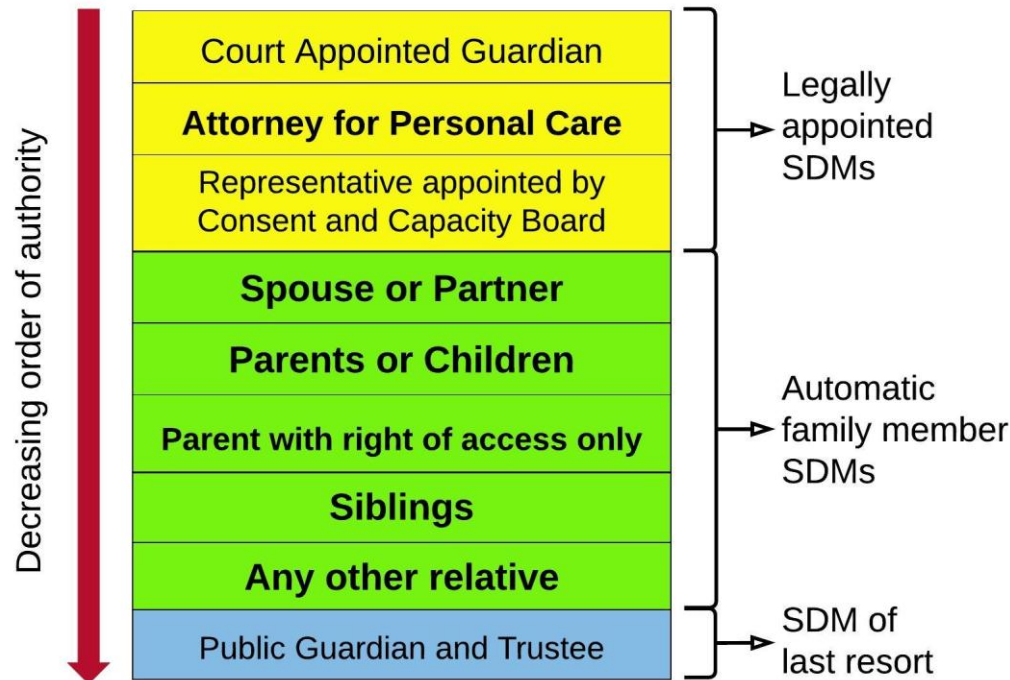 Decreasing order of authority
Court Appointed Guardian
Attorney for Personal Care
Representative appointed by
Consent and Capacity Board
Spouse or Partner
Parents or Children
Parent with right of access only
Siblings
Any other relative
Public Guardian and Trustee
Legally
appointed
SDMs
Automatic
family member
SDMs
SDM of
last resort